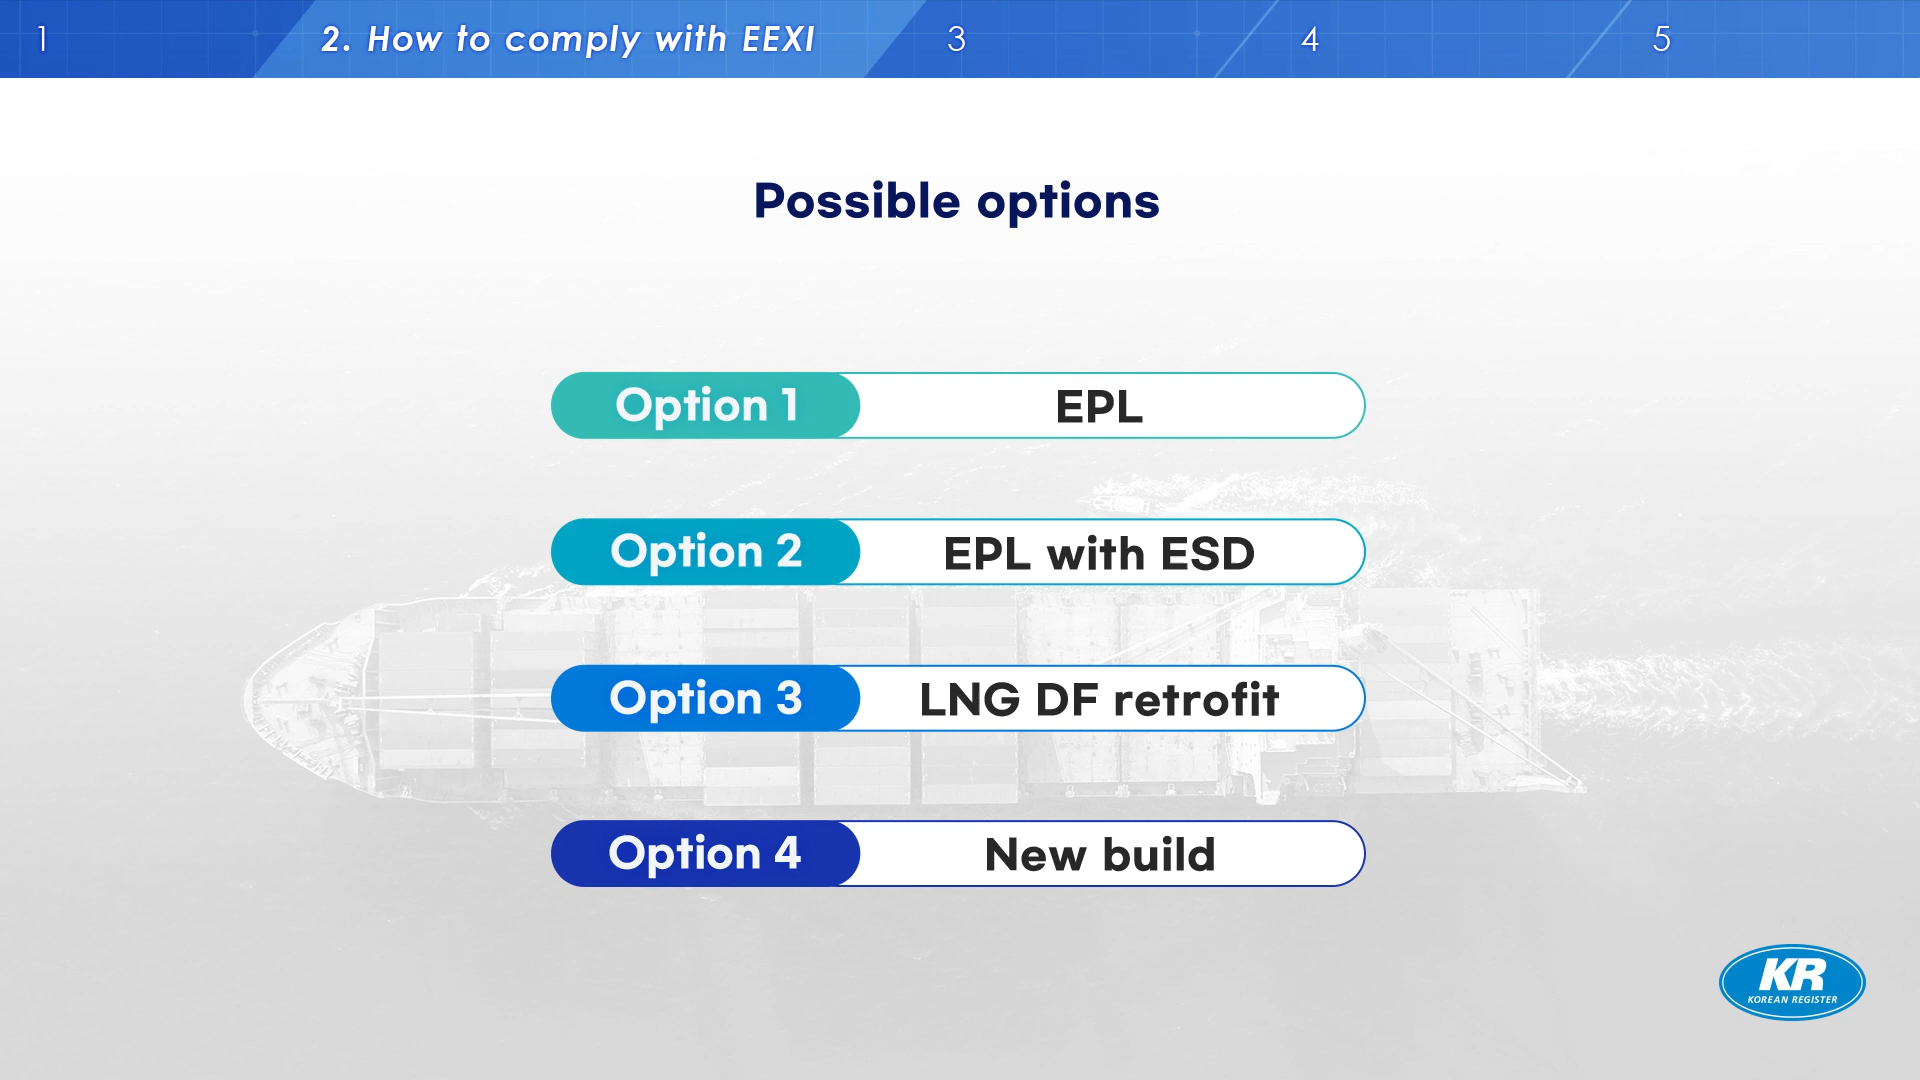 1
2. How to comply with EEXI
3
4
5
Possible options
Option 1
EPL
Option 2
EPL with ESD
Option 3
LNG DF retrofit
Option 4
New build
KR
KOREAN REGISTER